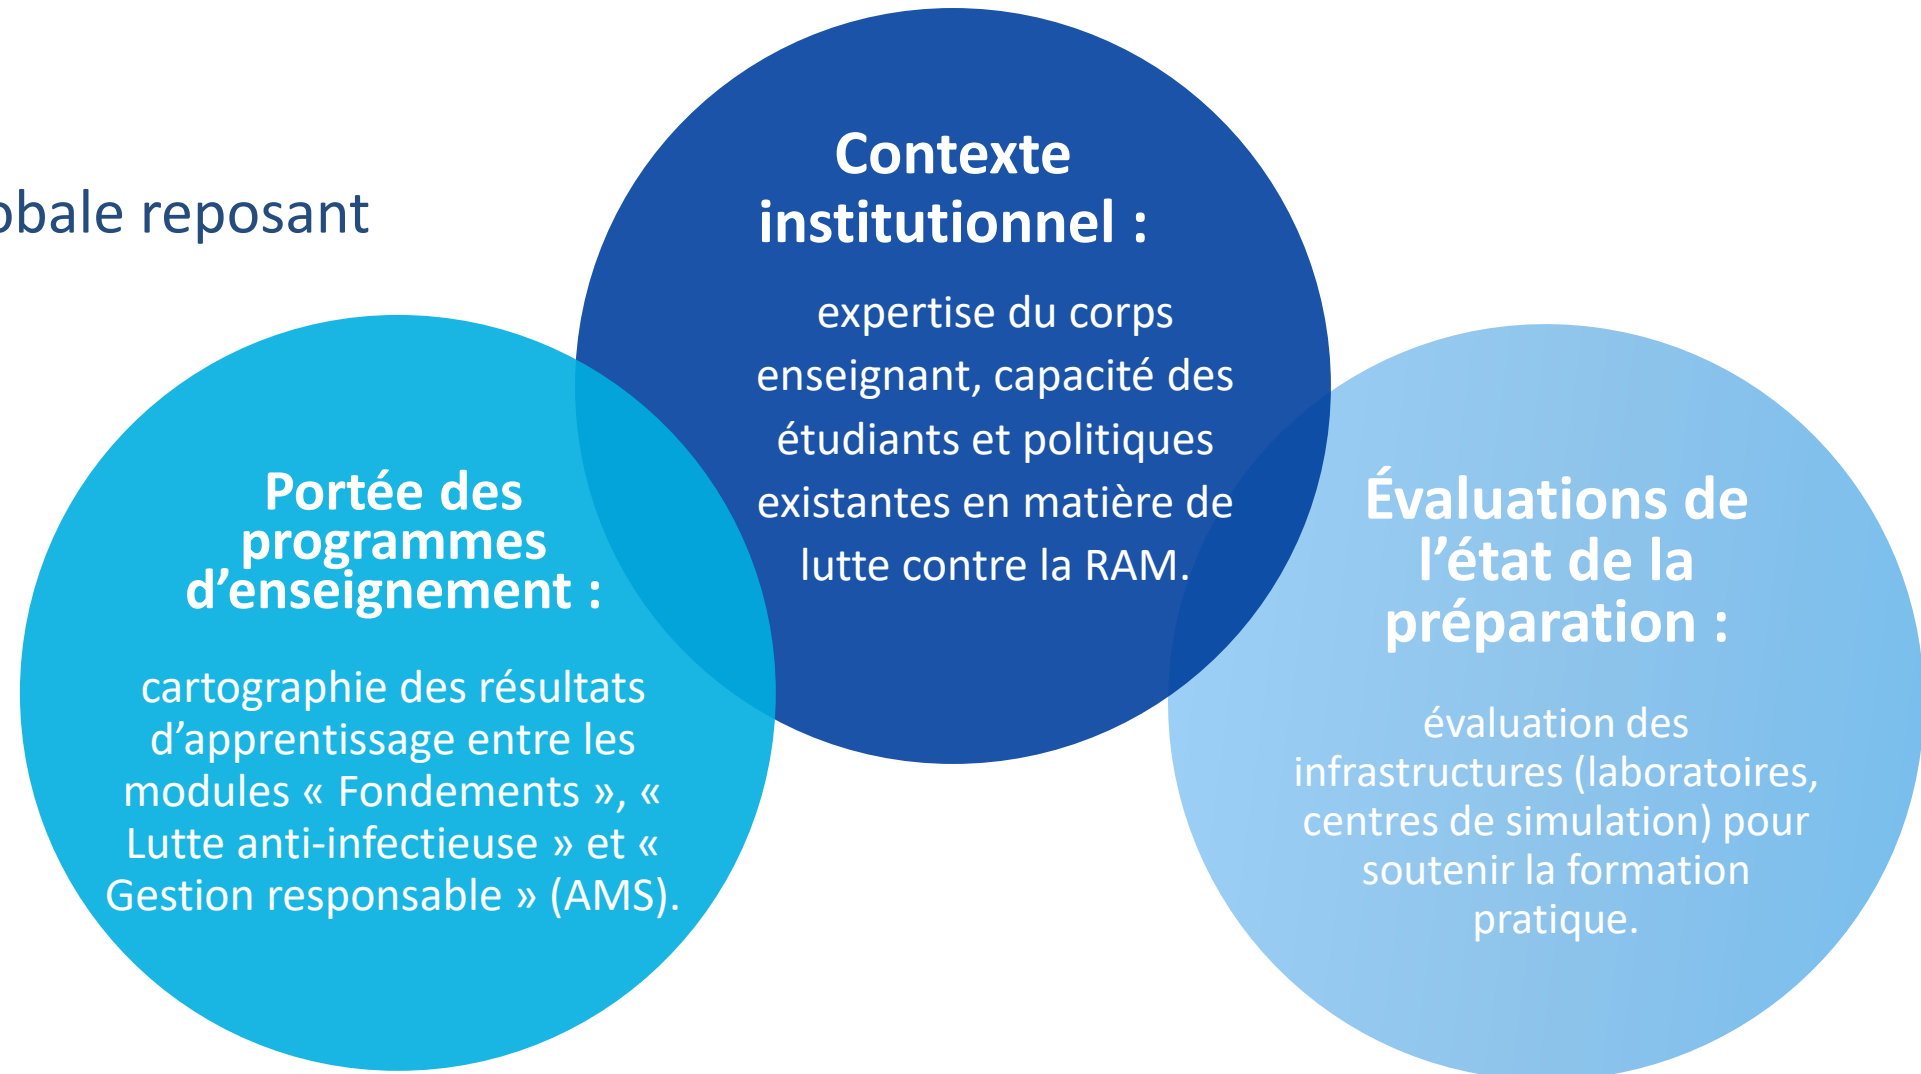 reposant
Contexte
institutionnel :
expertise du corps
enseignant, capacité des
étudiants et politiques
existantes en matière de
lutte contre la RAM.
Portée des
programmes
d’enseignement :
cartographie des résultats
d’apprentissage entre les
modules « Fondements », «
Lutte anti-infectieuse » et «
Gestion responsable » (AMS).
Évaluations de
l’état de la
préparation :
évaluation des
infrastructures (laboratoires,
centres de simulation) pour
soutenir la formation
pratique.